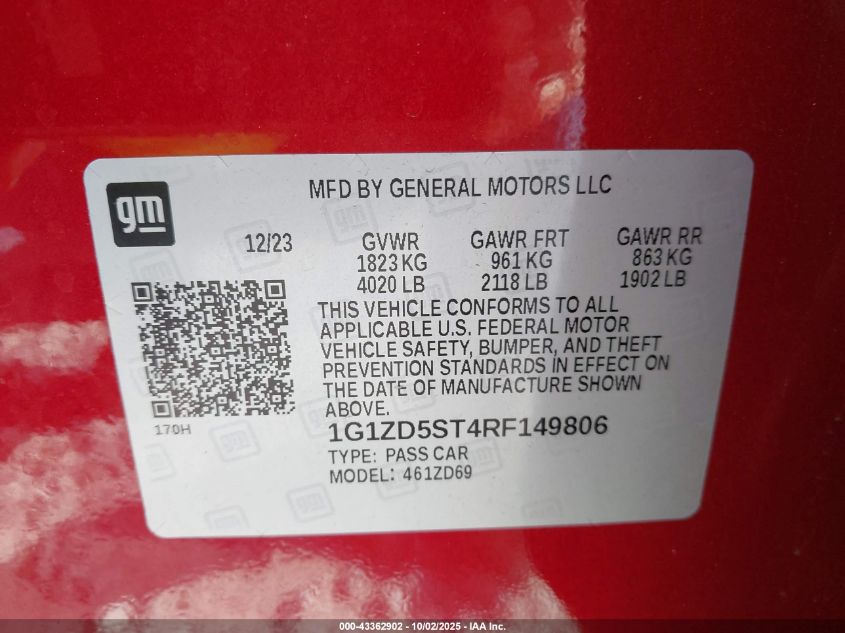 gm
MFD BY GENERAL MOTORS LLC
12/23 GVWR GAWR FRT GAWR RR
1823 KG 961 KG 863 KG
4020 LB 2118 LB 1902 LB
THIS VEHICLE CONFORMS TO ALL
APPLICABLE U.S. FEDERAL MOTOR
VEHICLE SAFETY, BUMPER, AND THEFT
PREVENTION STANDARDS IN EFFECT ON
THE DATE OF MANUFACTURE SHOWN
ABOVE.
170H
1G1ZD5ST4RF149806
TYPE: PASS CAR
MODEL: 461ZD69
000-43362902 - 10/02/2025 - IAA Inc.